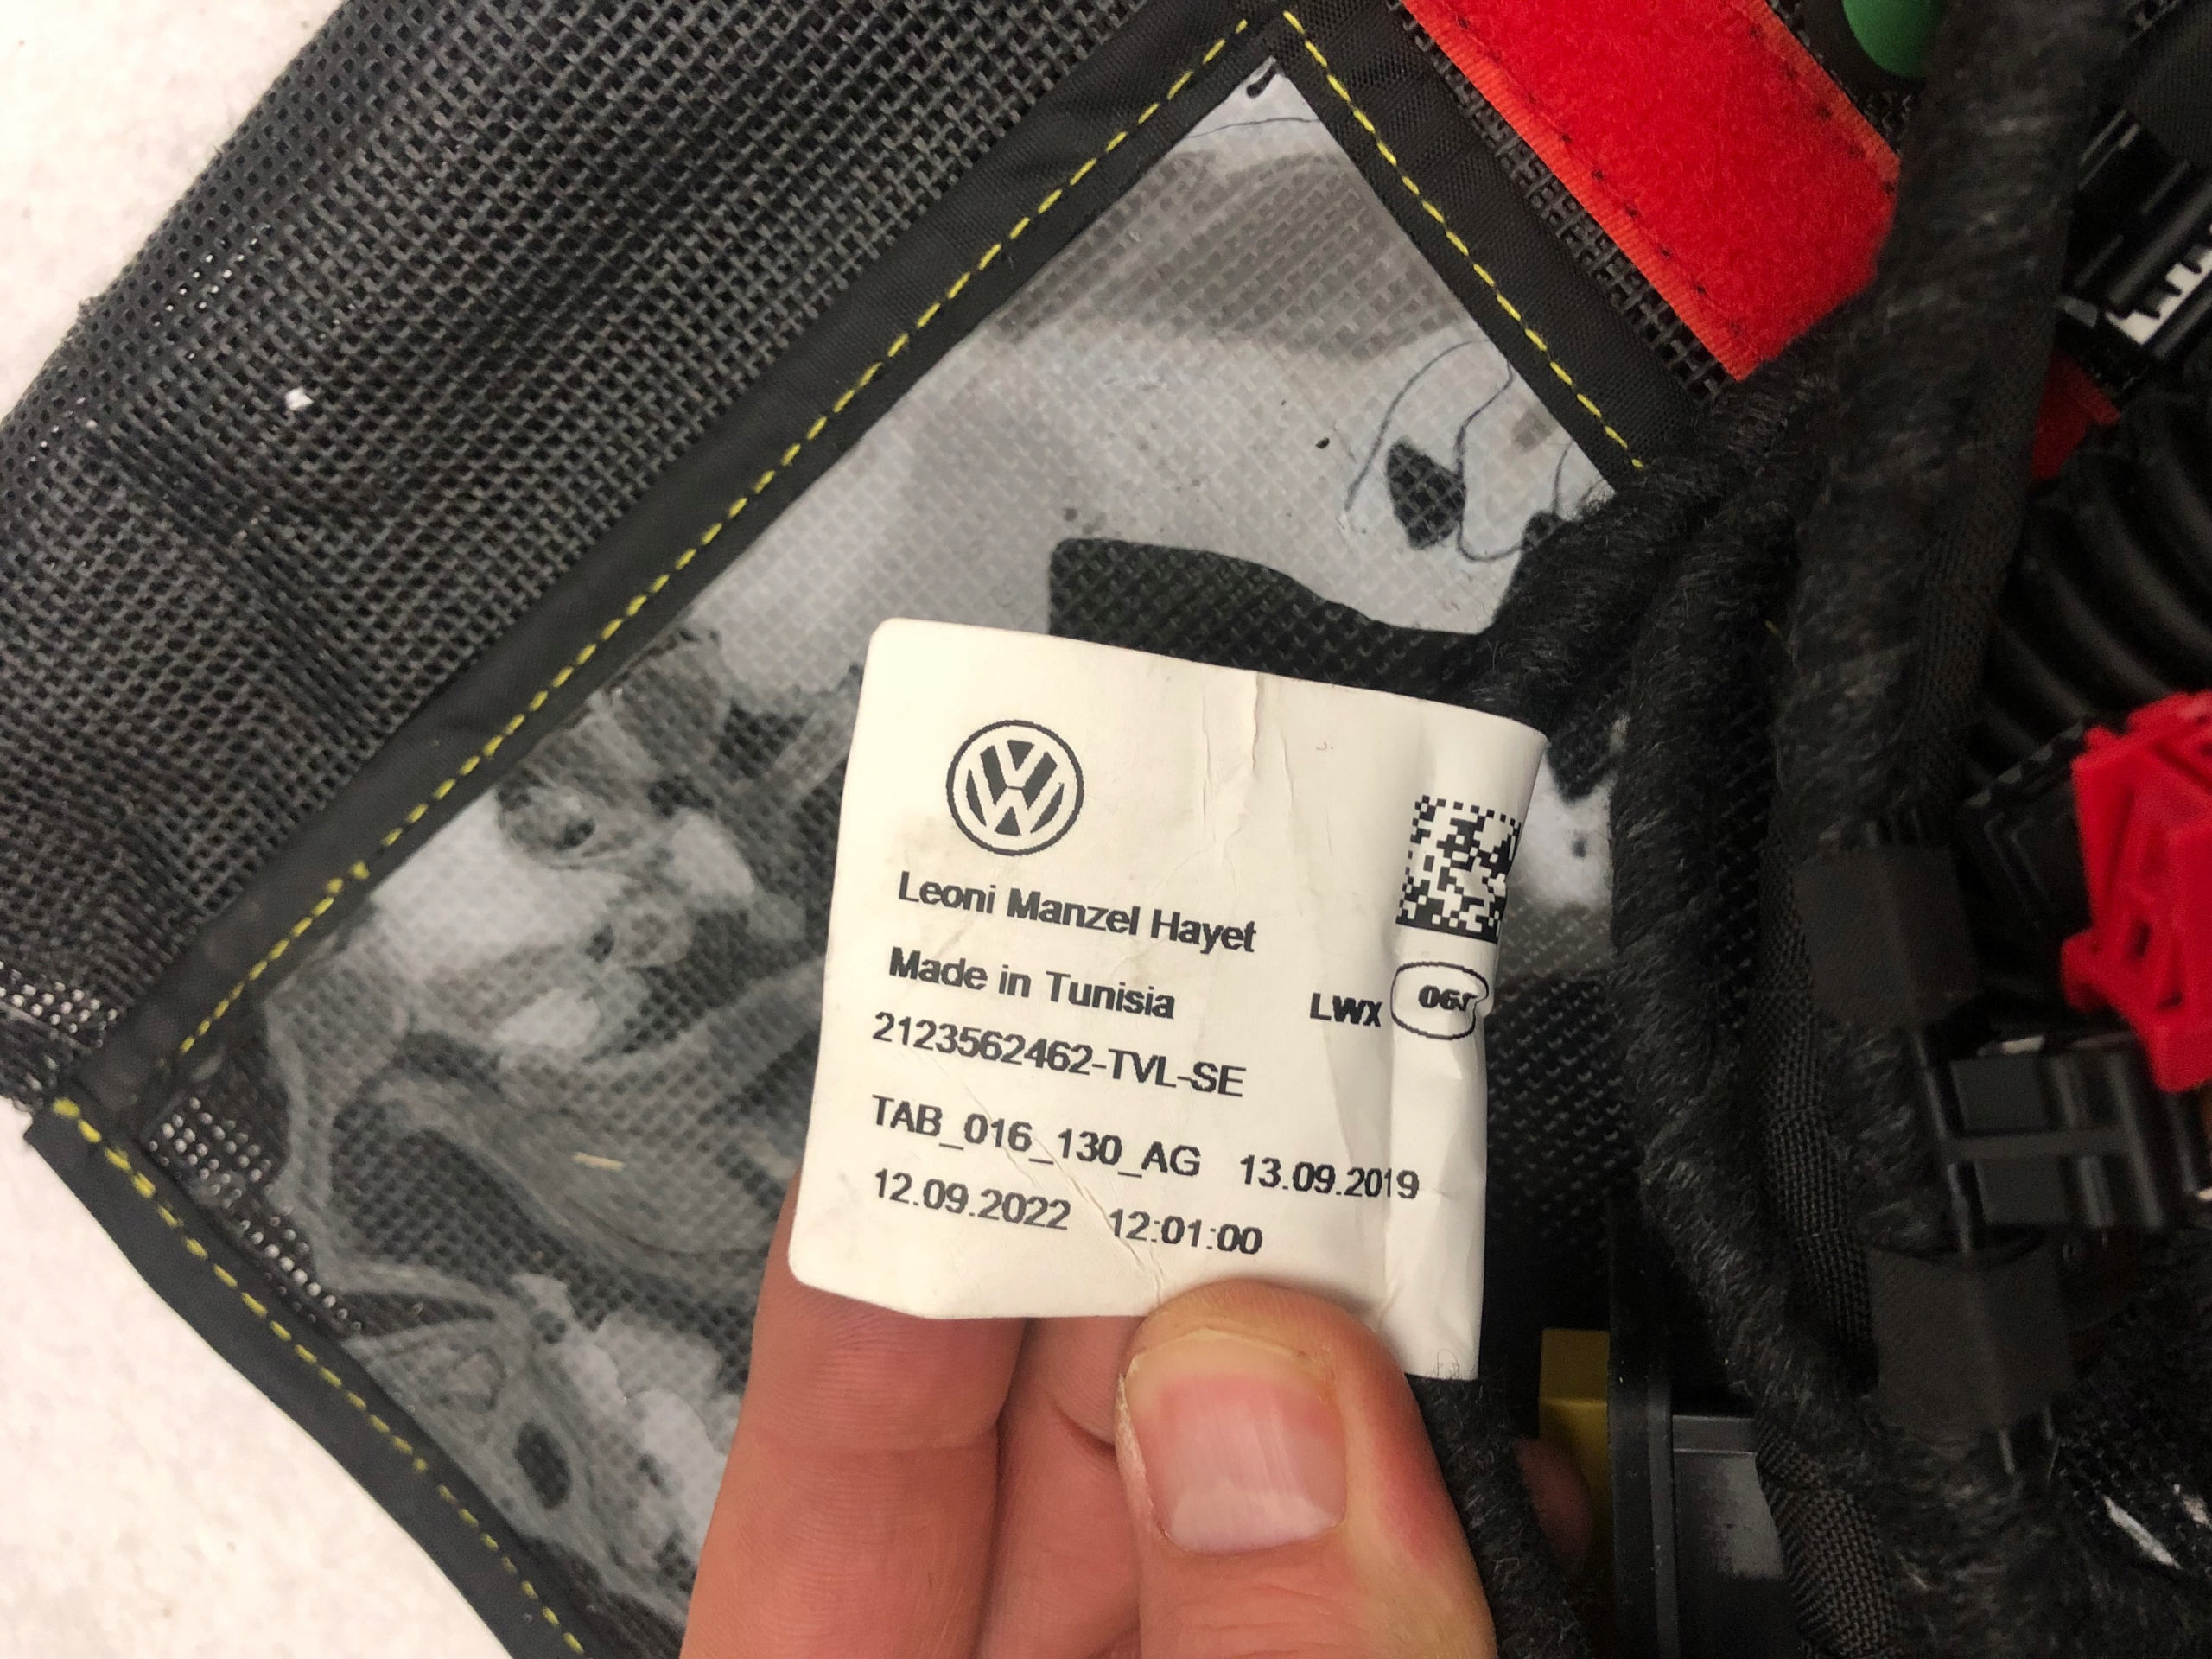 Leoni Manzel Hayet
Made in Tunisia
LWX
2123562462-TVL-SE
TAB_016_130_AG 13.09.2019
12.09.2022 12:01:00